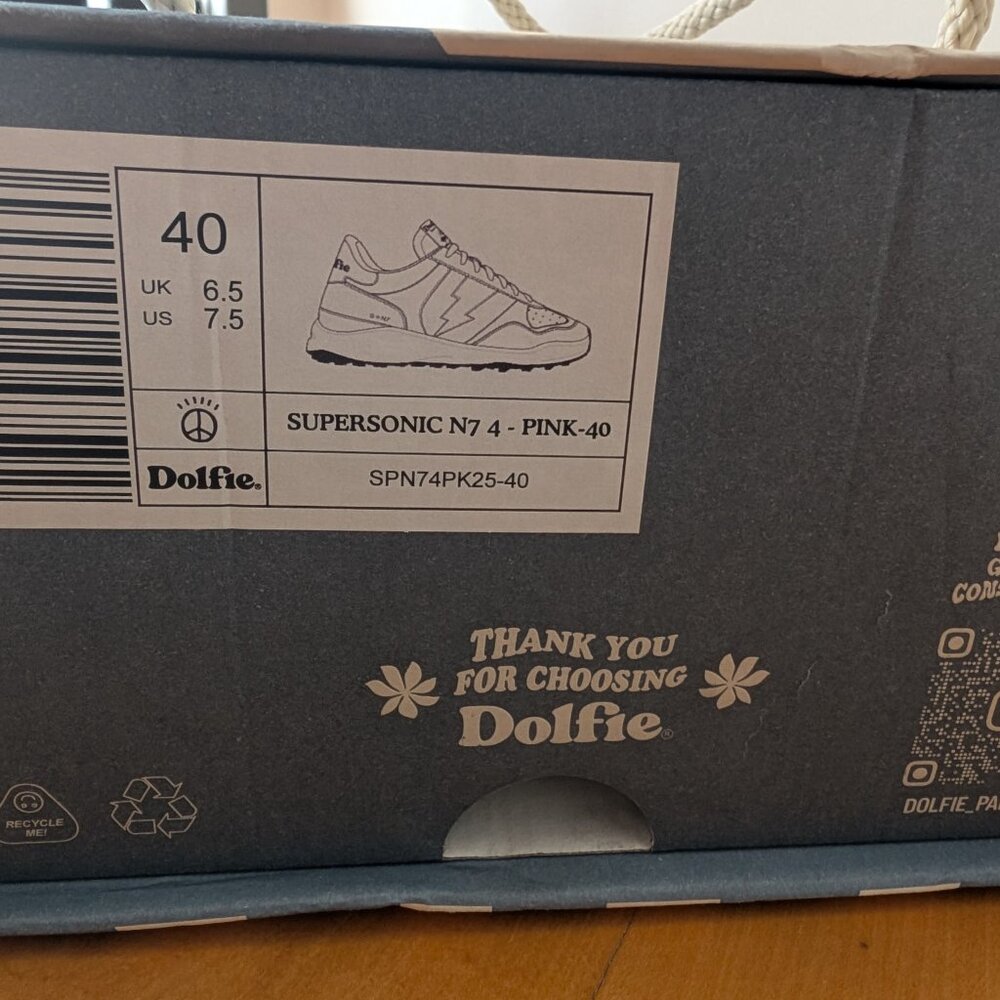 40
UK 6.5
US 7.5
SUPERSONIC N7 4 - PINK-40
Dolfie®
SPN74PK25-40
THANK YOU
FOR CHOOSING
Dolfie®
RECYCLE
ME!